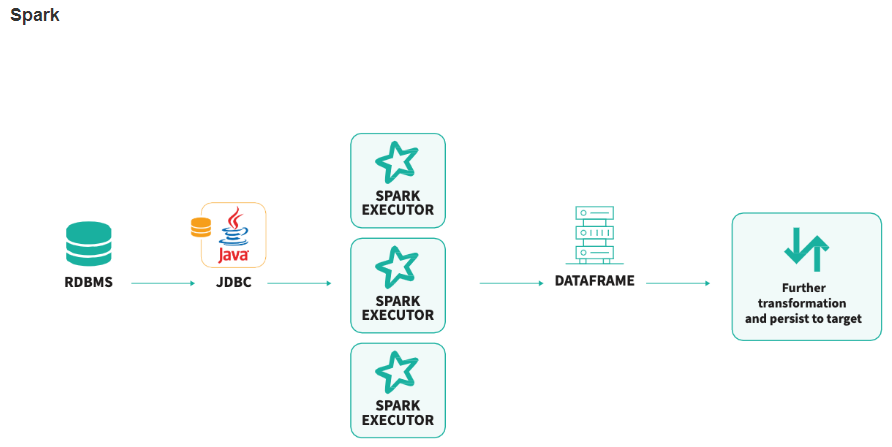 Spark
RDBMS
Java
JDBC
SPARK
EXECUTOR
SPARK
EXECUTOR
SPARK
EXECUTOR
DATAFRAME
Further
transformation
and persist to target